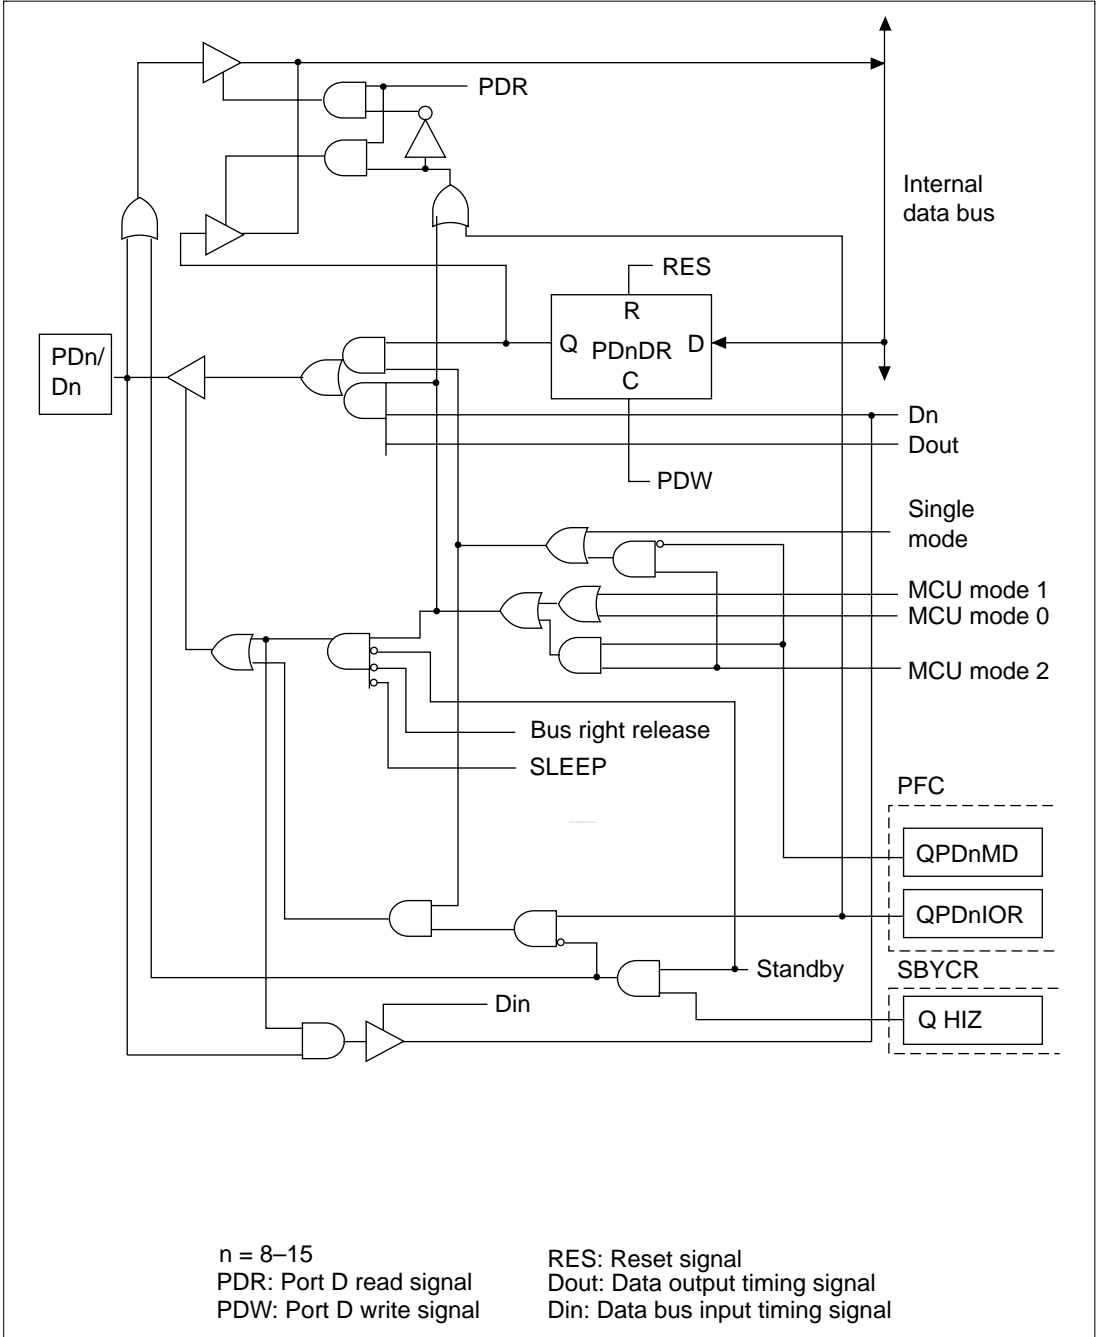 PDR
Internal
data bus
RES
R
Q PDnDR D
C
PDn/
Dn
Dn
Dout
PDW
Single
mode
MCU mode 1
MCU mode 0
MCU mode 2
Bus right release
SLEEP
PFC
QPDnMD
QPDnIOR
Standby
SBYCR
Din
Q HIZ
n = 8–15
PDR: Port D read signal
PDW: Port D write signal
RES: Reset signal
Dout: Data output timing signal
Din: Data bus input timing signal